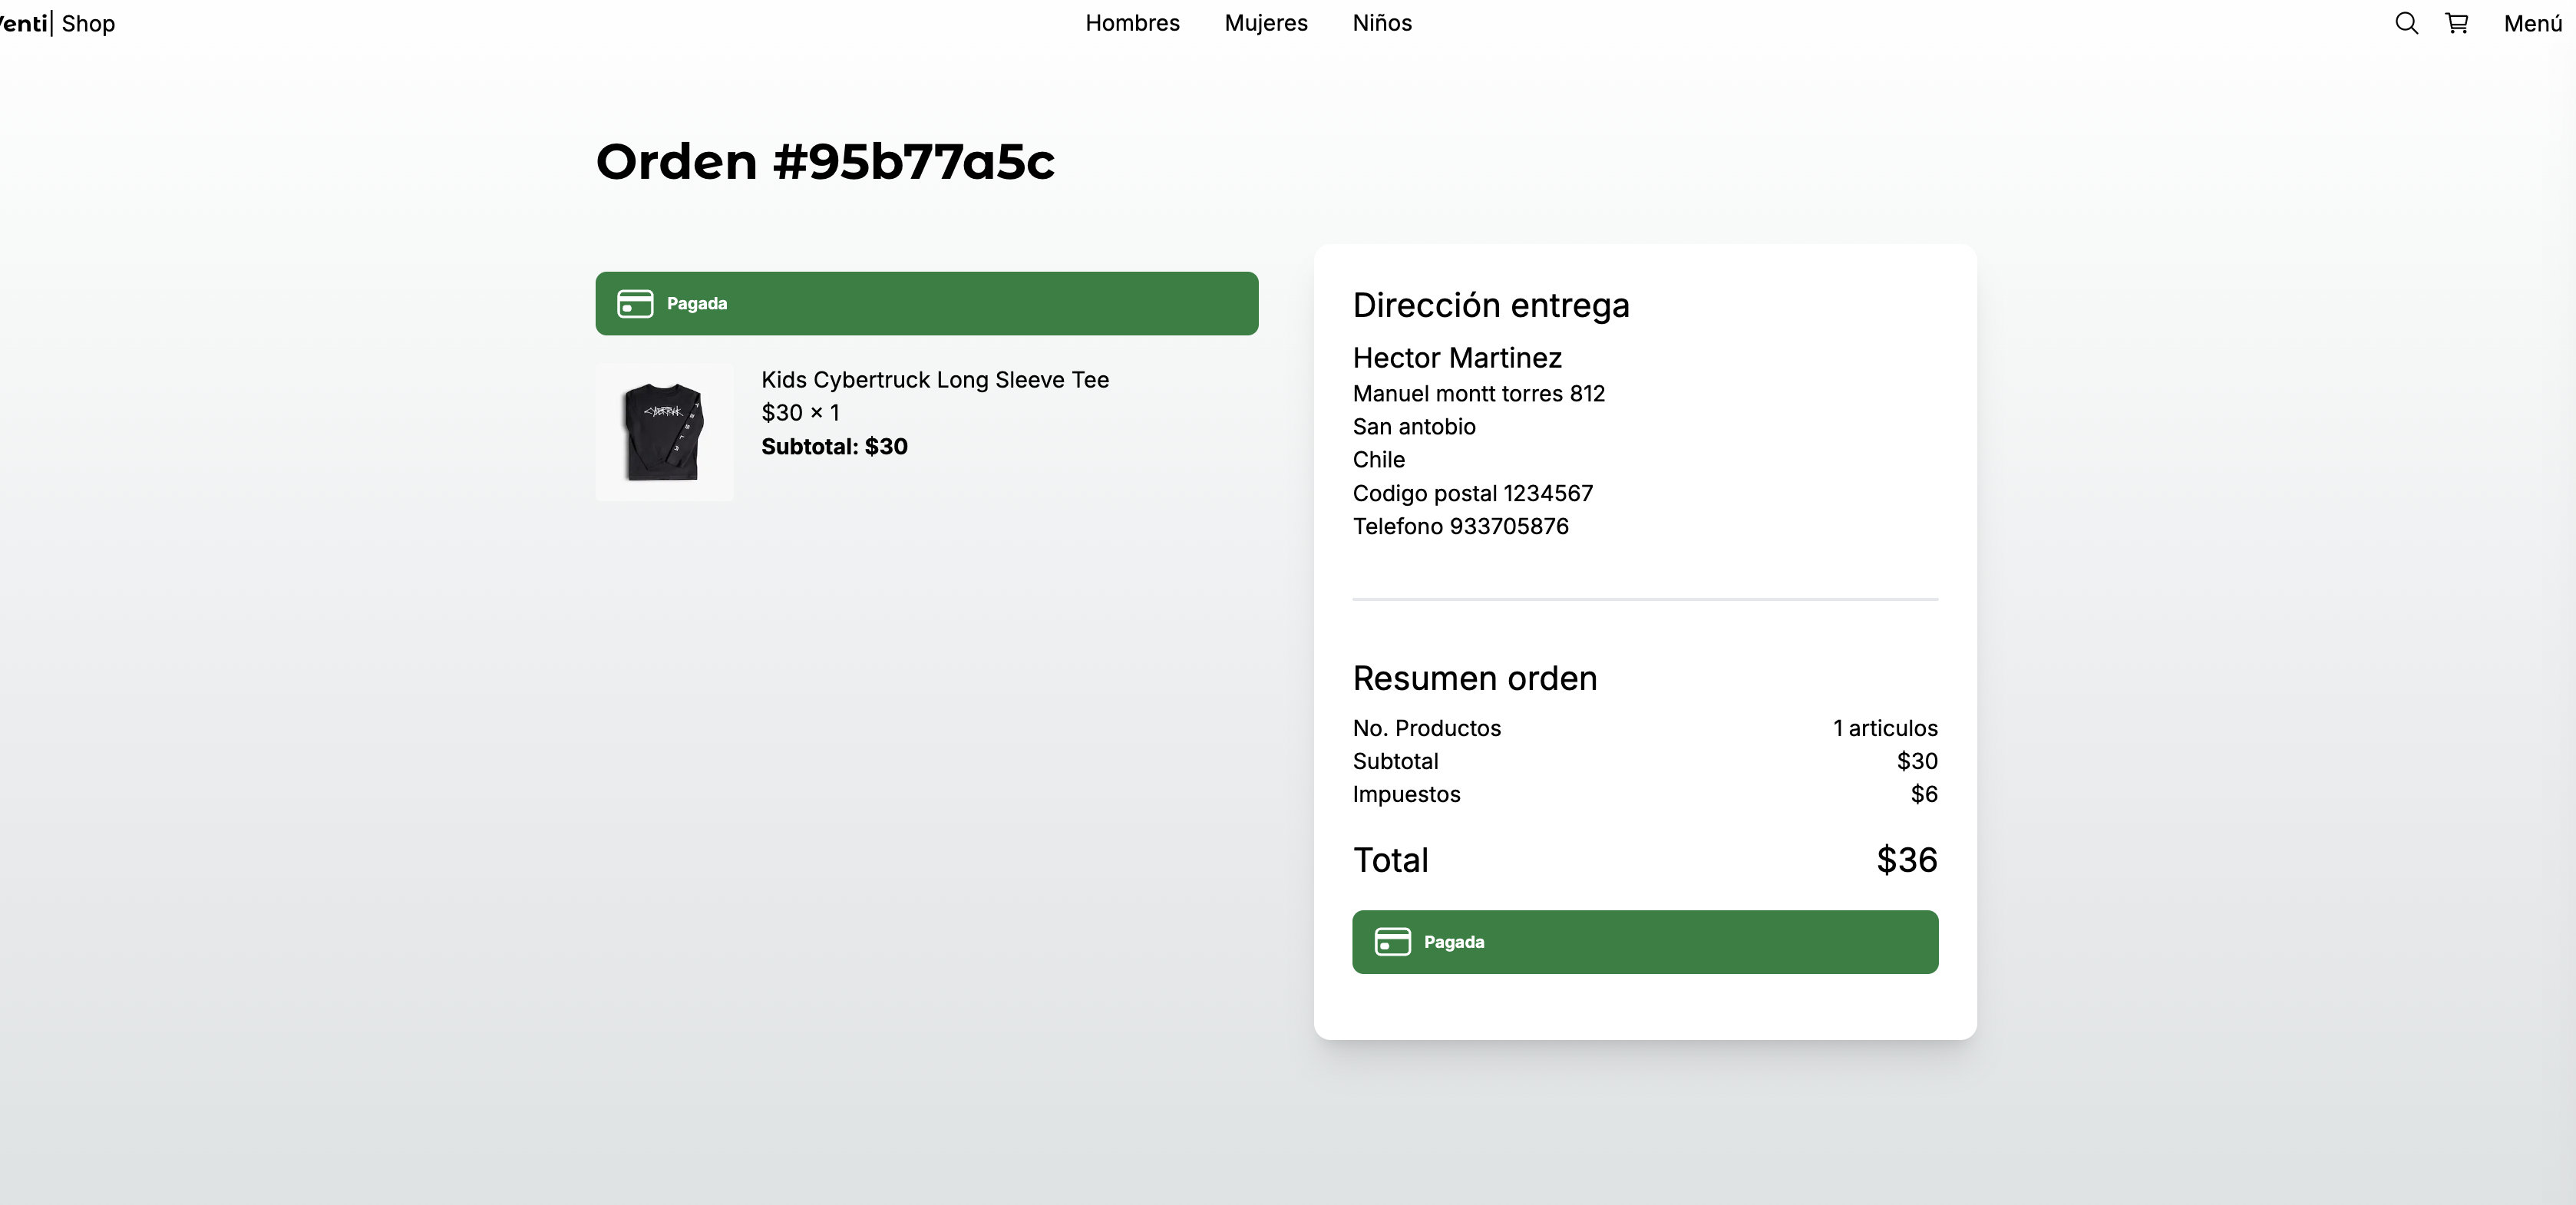 enti| Shop
Hombres Mujeres Niños
Menú
Orden #95b77a5c
Pagada
Kids Cybertruck Long Sleeve Tee
$30 × 1
Subtotal: $30
Dirección entrega
Hector Martinez
Manuel montt torres 812
San antobio
Chile
Codigo postal 1234567
Telefono 933705876
Resumen orden
No. Productos 1 articulos
Subtotal $30
Impuestos $6
Total $36
Pagada